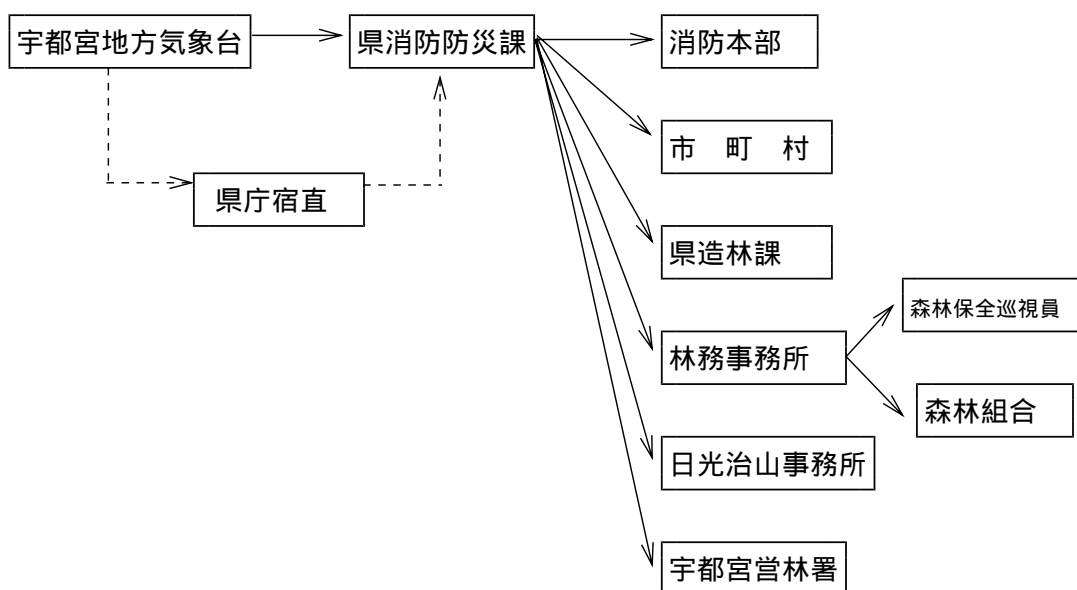 宇都宮地方気象台
県消防防災課
消防本部
市　町　村
県庁宿直
県造林課
森林保全巡視員
林務事務所
森林組合
日光治山事務所
宇都宮営林署